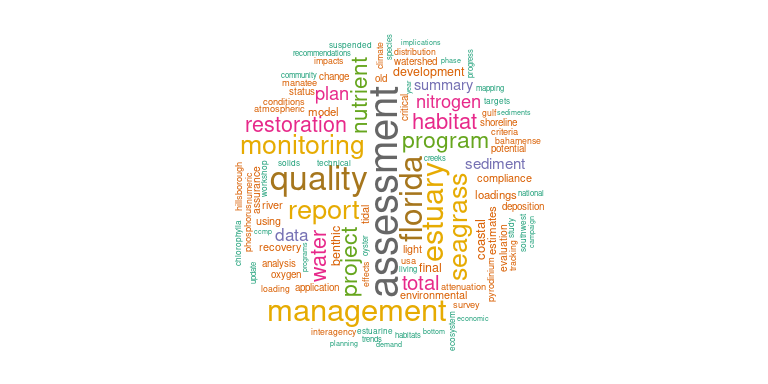 implications
suspended
species
recommendations
climate
distribution
impacts
watershed
phase
progress
community
change
old
development
manatee
year
summary
mapping
status
plan
nutrient
critical
nitrogen
targets
conditions
atmospheric
model
habitat
gulf
sediments
restoration
shoreline
monitoring
assessment
program
criteria
bahamense
potential
solids
technical
creeks
sediment
hillsborough
numeric
assurance
workshop
quality
florida
estuary
seagrass
compliance
loadings
national
report
tidal
deposition
chlorophylla
phosphorus
ccmp
using
river
data
water
benthic
project
oyster
coastal
estimates
evaluation
study
tracking
southwest
campaign
recovery
light
usa
living
final
update
analysis
programs
oxygen
effects
total
attenuation
pyrodinium
loading
application
environmental
management
survey
economic
ecosystem
interagency
estuarine
habitats
bottom
trends
planning
demand